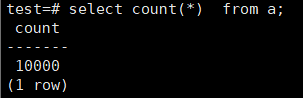 test=# select count(*)  from a;
 count
-------
 10000
(1 row)